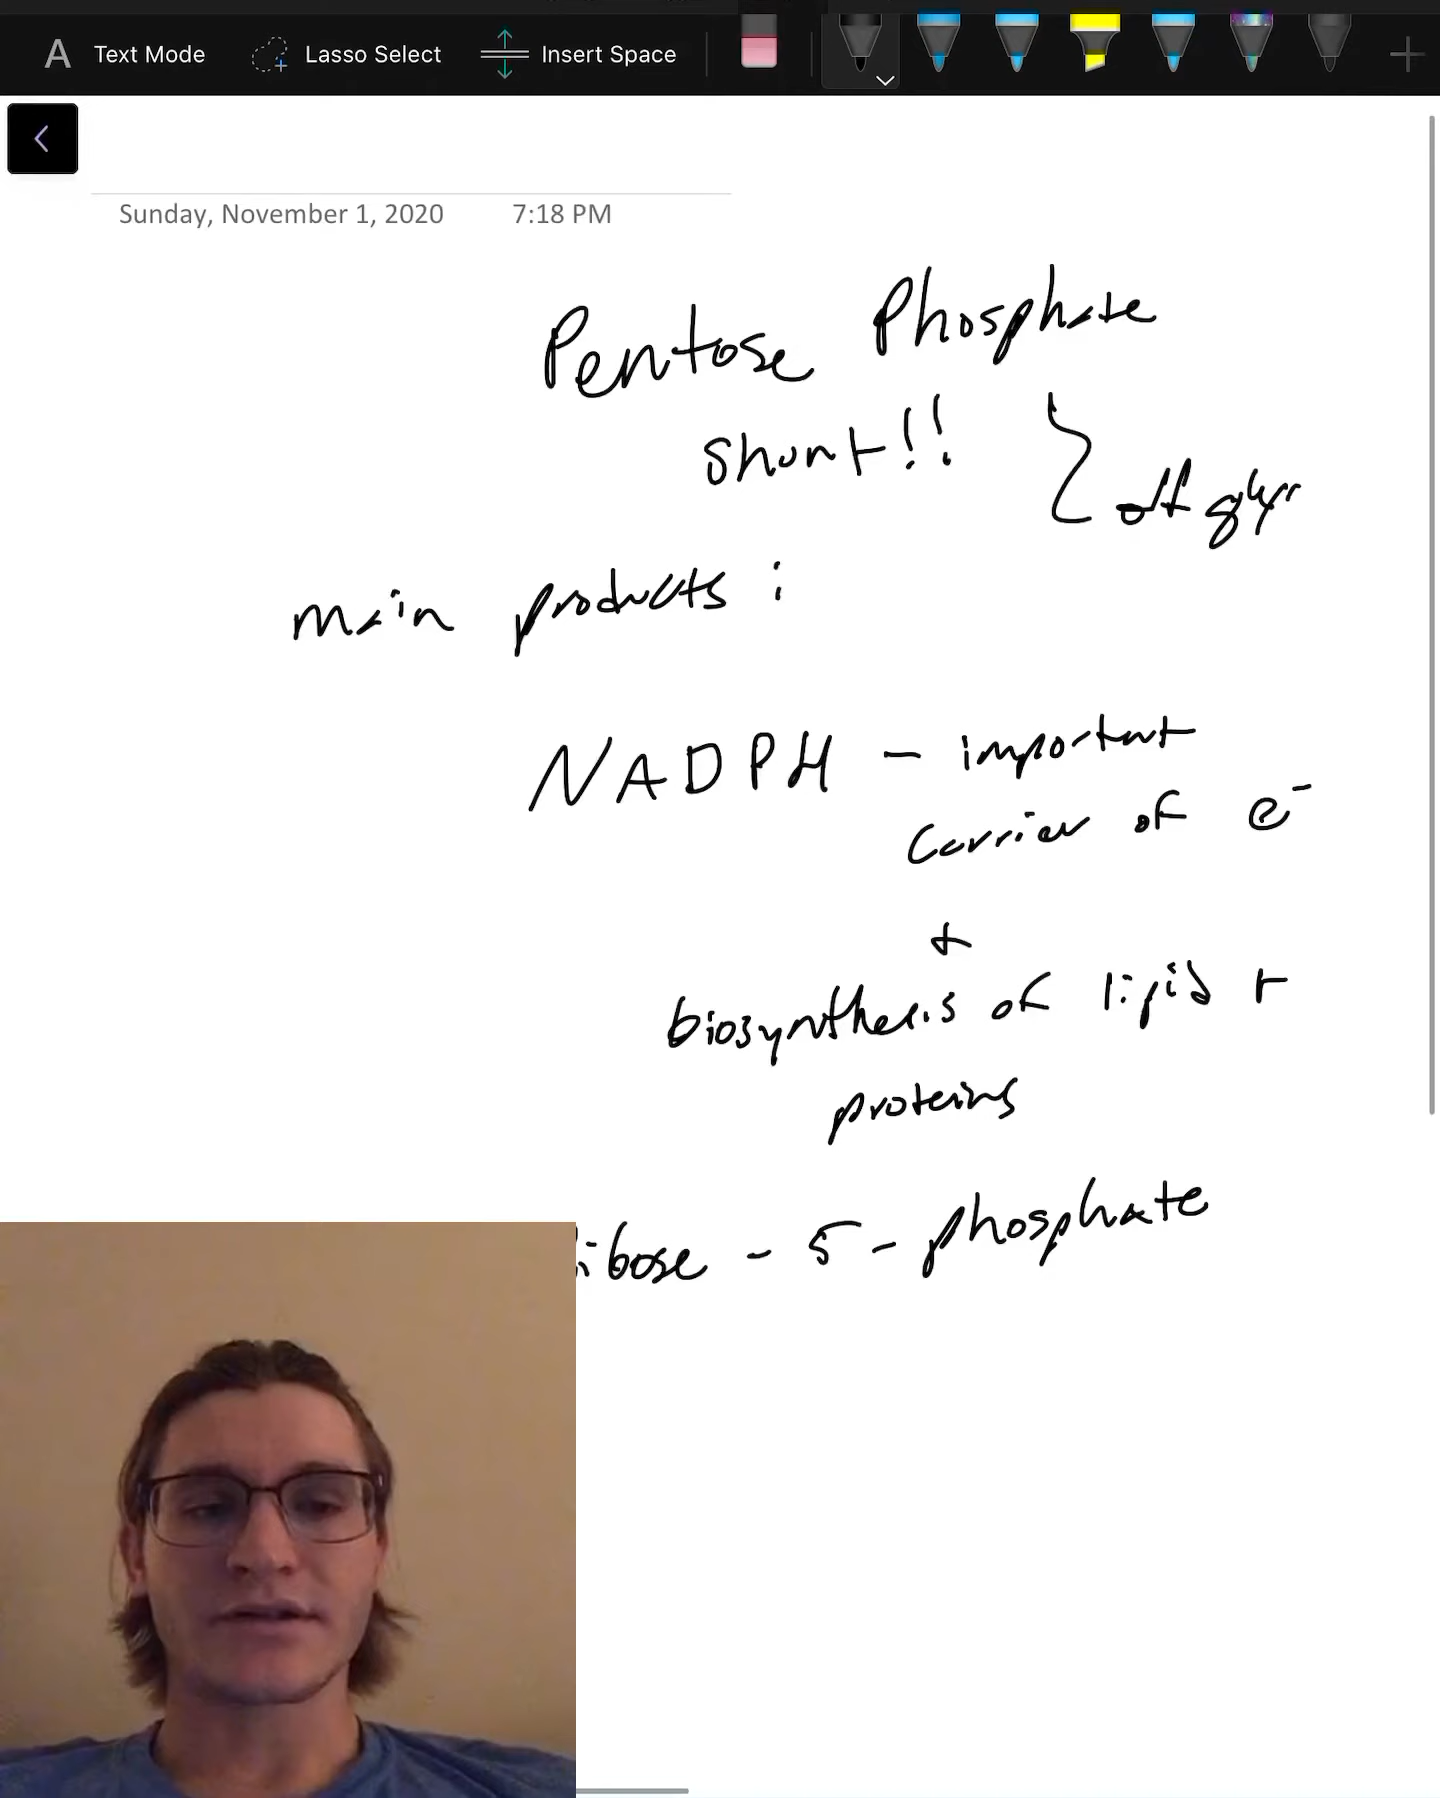 A Text Mode Lasso Select Insert Space
Sunday, November 1, 2020 7:18 PM
Pentose Phosphate
shunt!!
off
main products :
NADPH - important
carrier of e⁻
+
biosynthesis of lipid +
proteins
ibose - 5 - phosphate